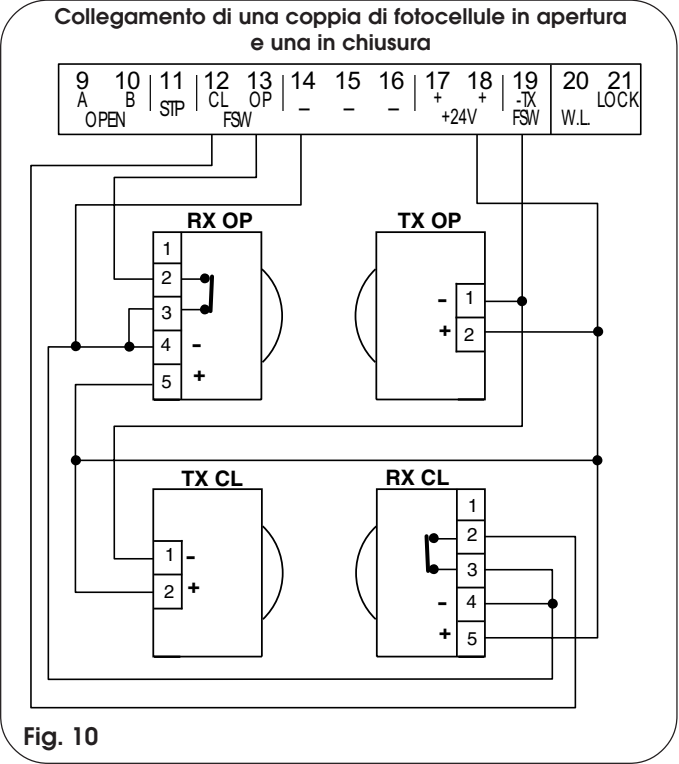 Collegamento di una coppia di fotocellule in apertura
e una in chiusura
9 10 11 12 13 14 15 16 17 18 19 20 21
A B STP CL OP _ _ _ + + -TX LOCK
OPEN FSW +24V FSW W.L.
RX OP TX OP
1
2
3
4 -
5 +
- 1
+ 2
TX CL RX CL
1 -
2 +
1
2
3
- 4
+ 5
Fig. 10